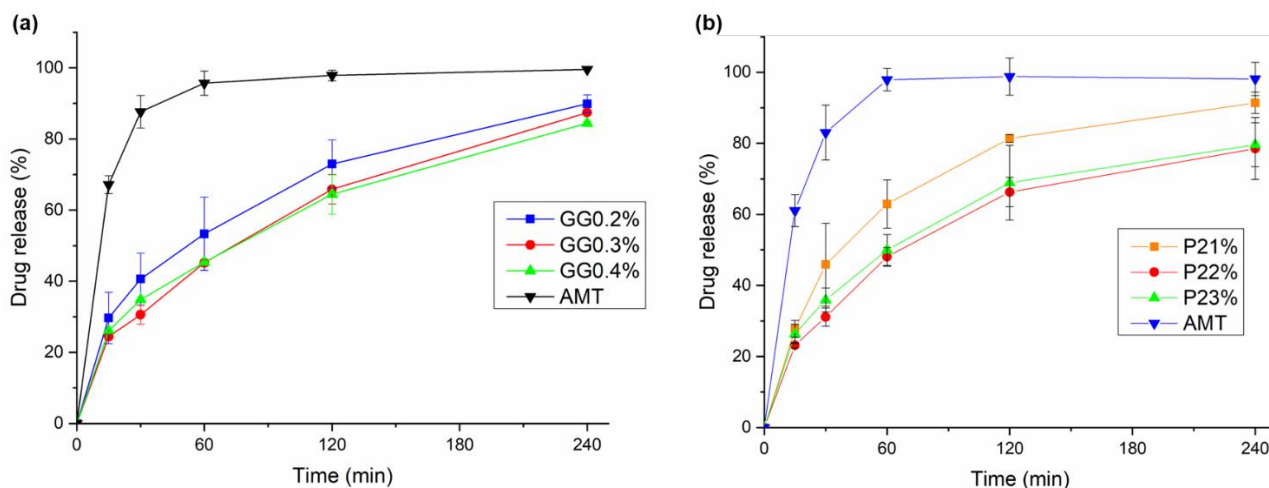 (a)
Drug release (%)
100
80
60
40
20
0
0
60
120
180
240
Time (min)
GG0.2%
GG0.3%
GG0.4%
AMT
(b)
Drug release (%)
100
80
60
40
20
0
0
60
120
180
240
Time (min)
P21%
P22%
P23%
AMT